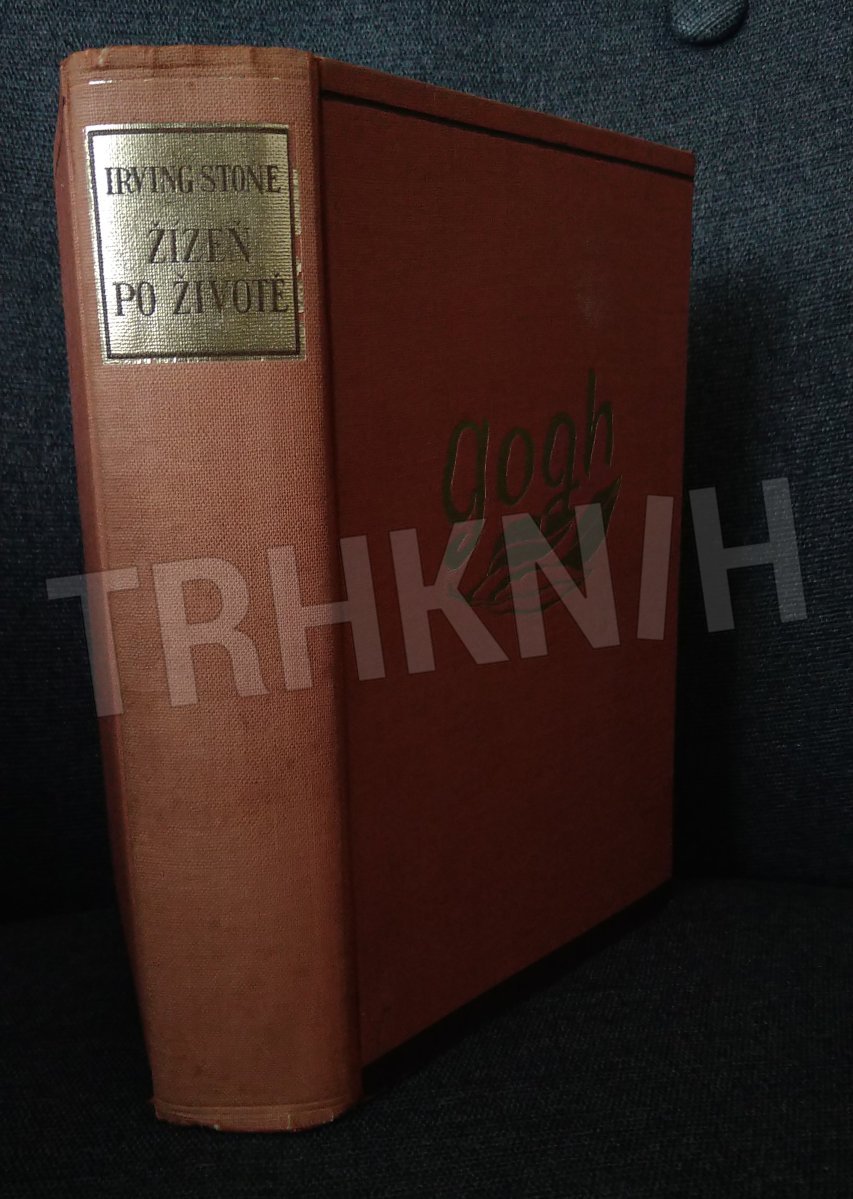 IRVING STONE
ŽÍZEŇ
PO ŽIVOTĚ
gogh
TRHKNIH